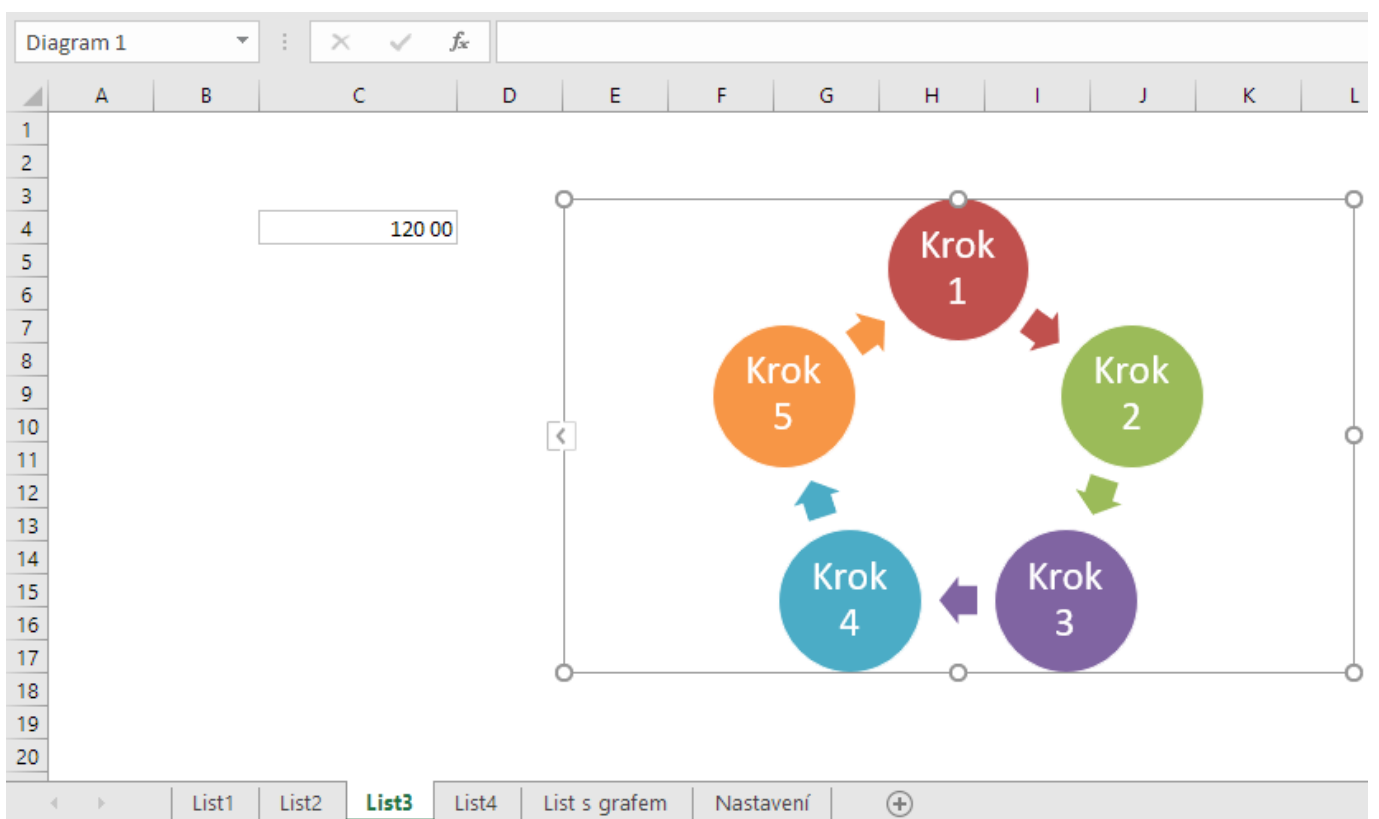 Diagram 1
fx
A B C D E F G H I J K L
1
2
3
4 120 00
5
6
7
8
9
10
11
12
13
14
15
16
17
18
19
20
Krok
1
Krok
2
Krok
3
Krok
4
Krok
5
List1 List2 List3 List4 List s grafem Nastavení